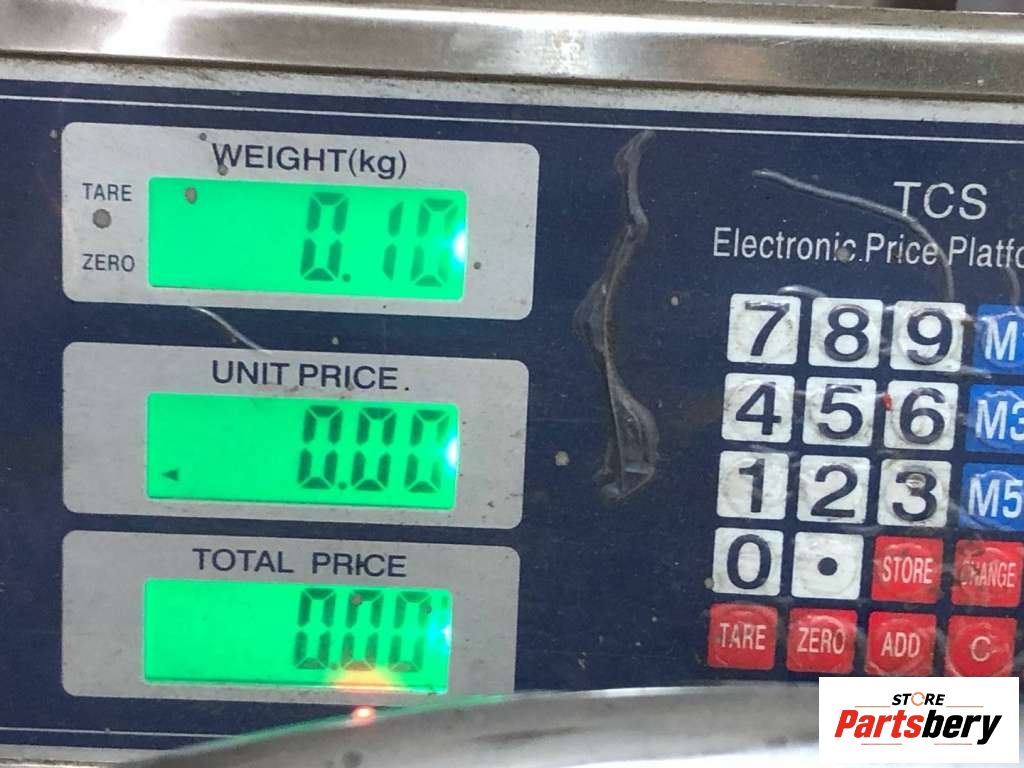 WEIGHT(kg)
TARE
0.10
ZERO
UNIT PRICE.
0.00
TOTAL PRICE
0.00
TCS
Electronic Price Platfo
7 8 9 M
4 5 6 M3
1 2 3 M5
0 . STORE CHANGE
TARE ZERO ADD C
STORE
Partsbery